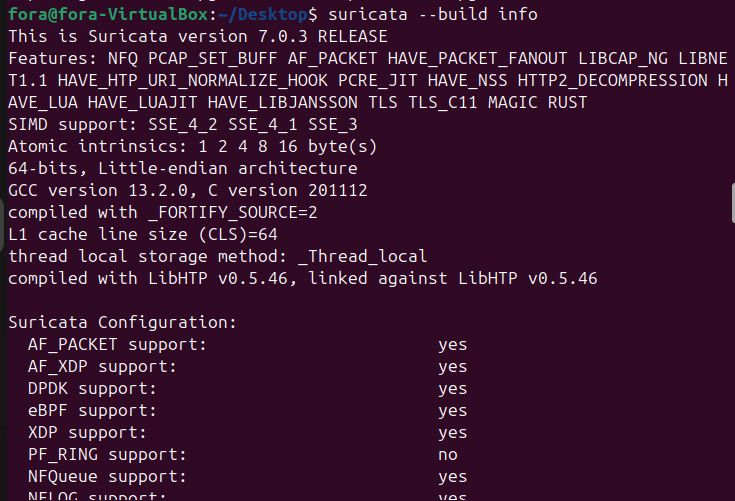 fora@fora-VirtualBox:~/Desktop$ suricata --build info
This is Suricata version 7.0.3 RELEASE
Features: NFQ PCAP_SET_BUFF AF_PACKET HAVE_PACKET_FANOUT LIBCAP_NG LIBNE
T1.1 HAVE_HTP_URI_NORMALIZE_HOOK PCRE_JIT HAVE_NSS HTTP2_DECOMPRESSION H
AVE_LUA HAVE_LUAJIT HAVE_LIBJANSSON TLS TLS_C11 MAGIC RUST
SIMD support: SSE_4_2 SSE_4_1 SSE_3
Atomic intrinsics: 1 2 4 8 16 byte(s)
64-bits, Little-endian architecture
GCC version 13.2.0, C version 201112
compiled with _FORTIFY_SOURCE=2
L1 cache line size (CLS)=64
thread local storage method: _Thread_local
compiled with LibHTP v0.5.46, linked against LibHTP v0.5.46
Suricata Configuration:
AF_PACKET support: yes
AF_XDP support: yes
DPDK support: yes
eBPF support: yes
XDP support: yes
PF_RING support: no
NFQueue support: yes
NFLOG support: yes